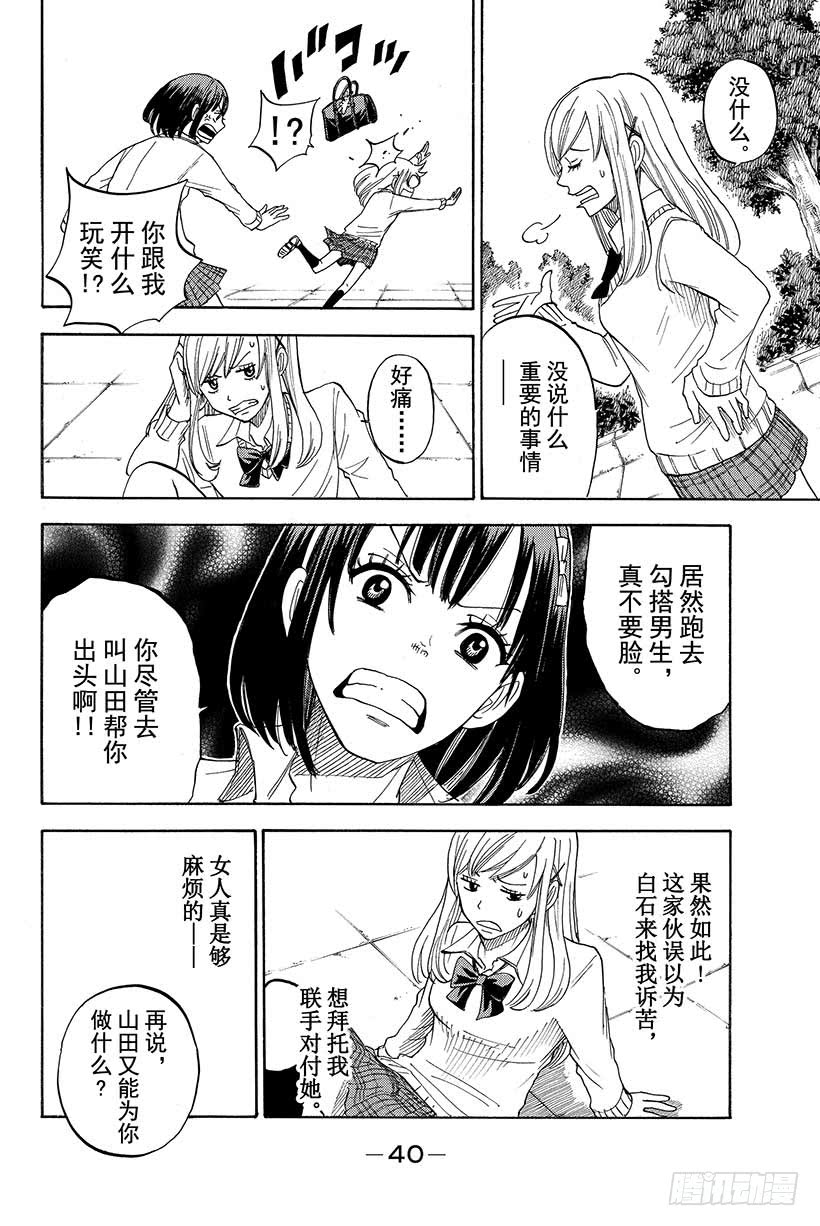 没什么。
没说什么
重要的事情
——
ドゴッ
!?
你跟我
开什么
玩笑!?
好痛
……
居然跑去
勾搭男生，
真不要脸。
你尽管去
叫山田帮你
出头啊!!
果然如此！
这家伙误以为
白石来找我诉苦，
想拜托我
联手对付她。
女人真是够
麻烦的——
再说，
山田又能为你
做什么？
—40—
腾讯动漫